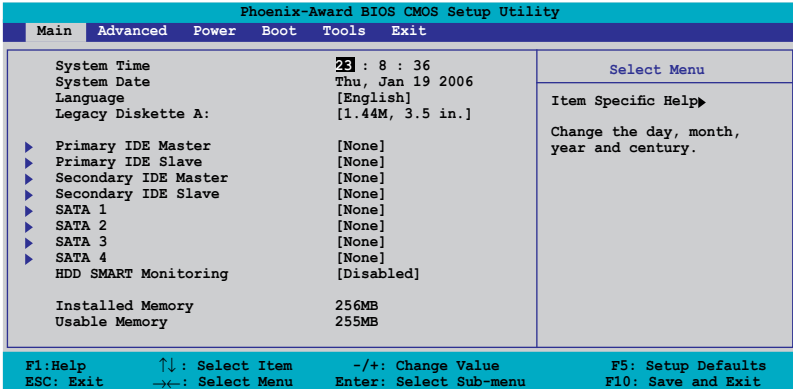 Phoenix-Award BIOS CMOS Setup Utility
Main Advanced Power Boot Tools Exit
System Time 23 : 8 : 36
System Date Thu, Jan 19 2006
Language [English]
Legacy Diskette A: [1.44M, 3.5 in.]
Primary IDE Master [None]
Primary IDE Slave [None]
Secondary IDE Master [None]
Secondary IDE Slave [None]
SATA 1 [None]
SATA 2 [None]
SATA 3 [None]
SATA 4 [None]
HDD SMART Monitoring [Disabled]
Installed Memory 256MB
Usable Memory 255MB
Select Menu
Item Specific Help
Change the day, month,
year and century.
F1:Help ↑↓ : Select Item -/+: Change Value F5: Setup Defaults
ESC: Exit →←: Select Menu Enter: Select Sub-menu F10: Save and Exit